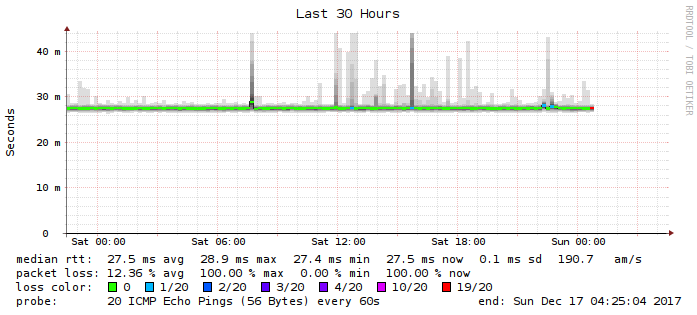 Last 30 Hours
RRDTOOL / TOBI OETIKER
Seconds
40 m
30 m
20 m
10 m
0
Sat 00:00 Sat 06:00 Sat 12:00 Sat 18:00 Sun 00:00
median rtt: 27.5 ms avg 28.9 ms max 27.4 ms min 27.5 ms now 0.1 ms sd 190.7 am/s
packet loss: 12.36 % avg 100.00 % max 0.00 % min 100.00 % now
loss color: 0 1/20 2/20 3/20 4/20 10/20 19/20
probe: 20 ICMP Echo Pings (56 Bytes) every 60s end: Sun Dec 17 04:25:04 2017